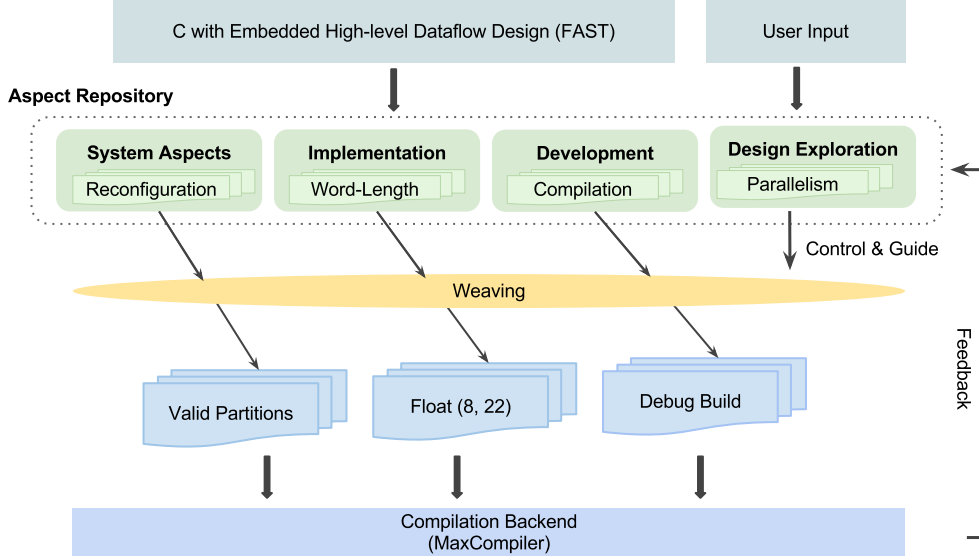 C with Embedded High-level Dataflow Design (FAST)
User Input
Aspect Repository
System Aspects
Reconfiguration
Implementation
Word-Length
Development
Compilation
Design Exploration
Parallelism
Control & Guide
Weaving
Feedback
Valid Partitions
Float (8, 22)
Debug Build
Compilation Backend
(MaxCompiler)